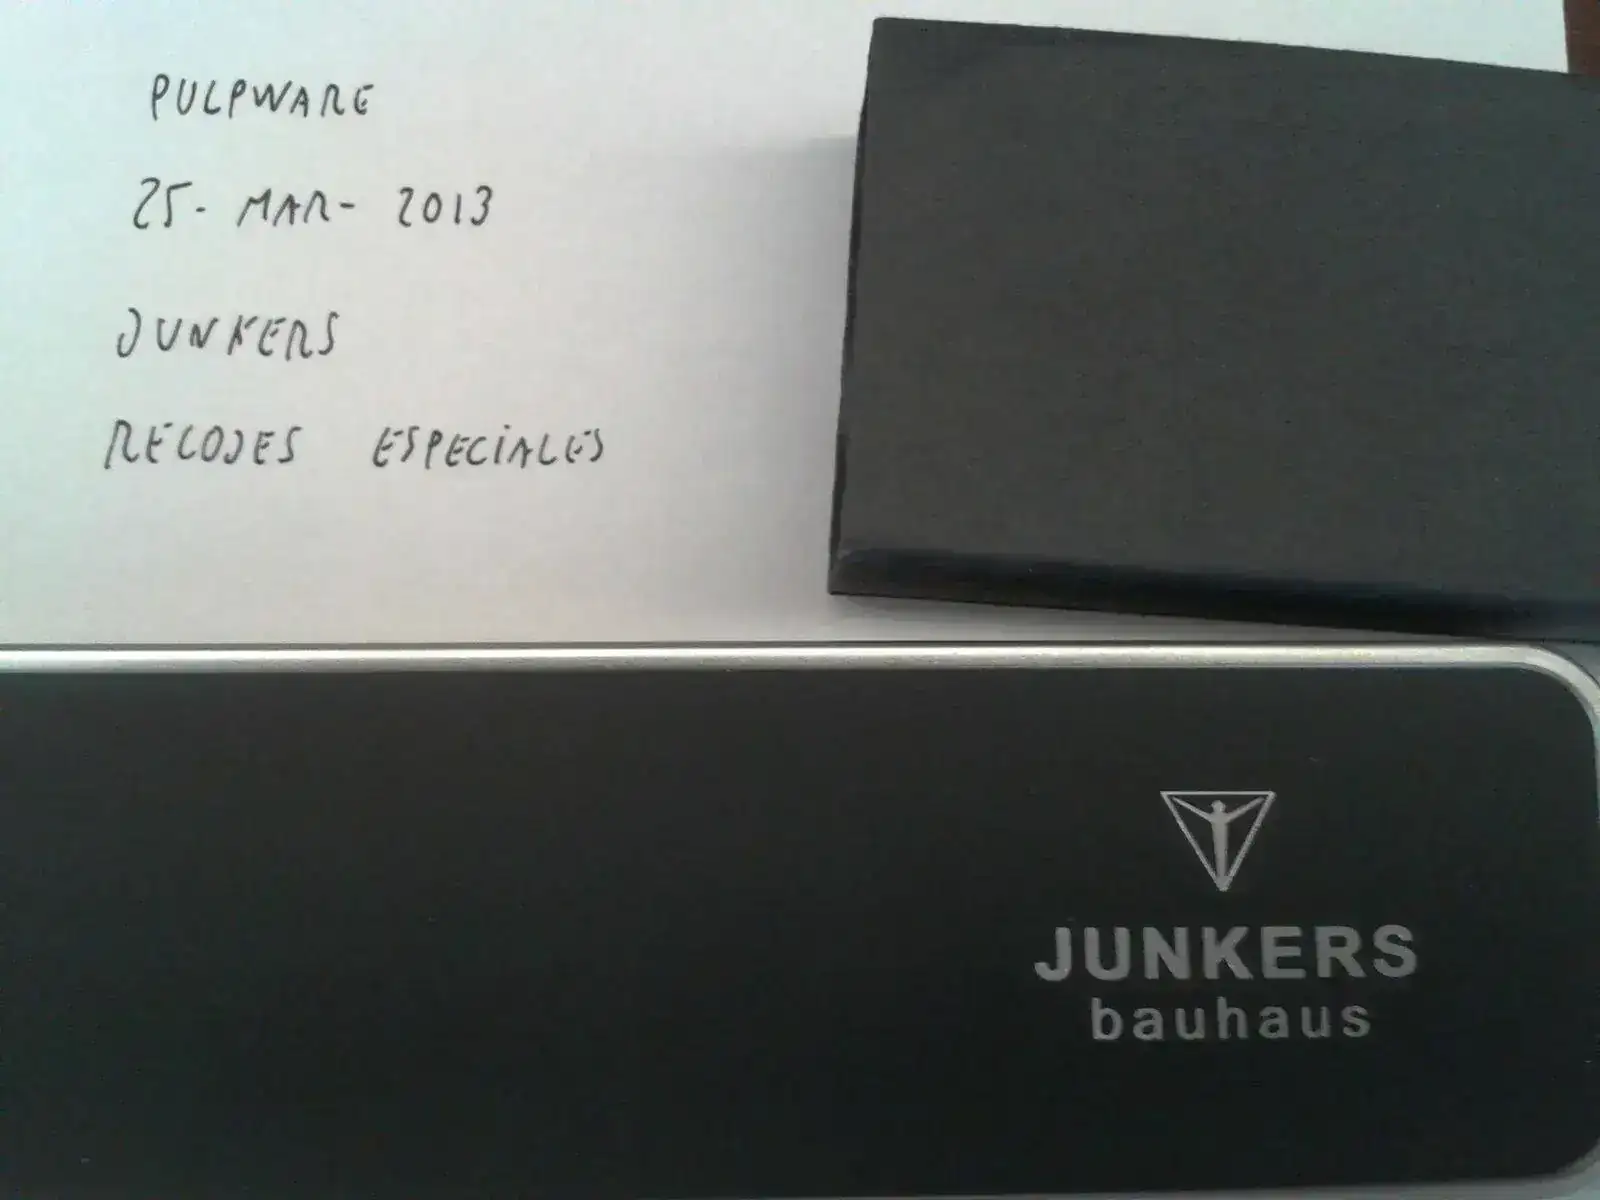 PULPWARE
25- MAR- 2013
JUNKERS
RELOJES ESPECiALES
JUNKERS
bauhaus